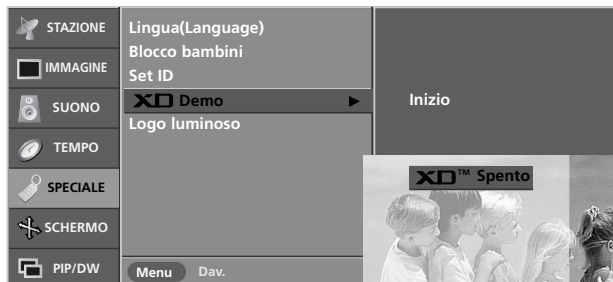 STAZIONE
IMMAGINE
SUONO
TEMPO
SPECIALE
SCHERMO
PIP/DW
Lingua(Language)
Blocco bambini
Set ID
XD Demo
Logo luminoso
Menu Dav.
Inizio
XD™ Spento